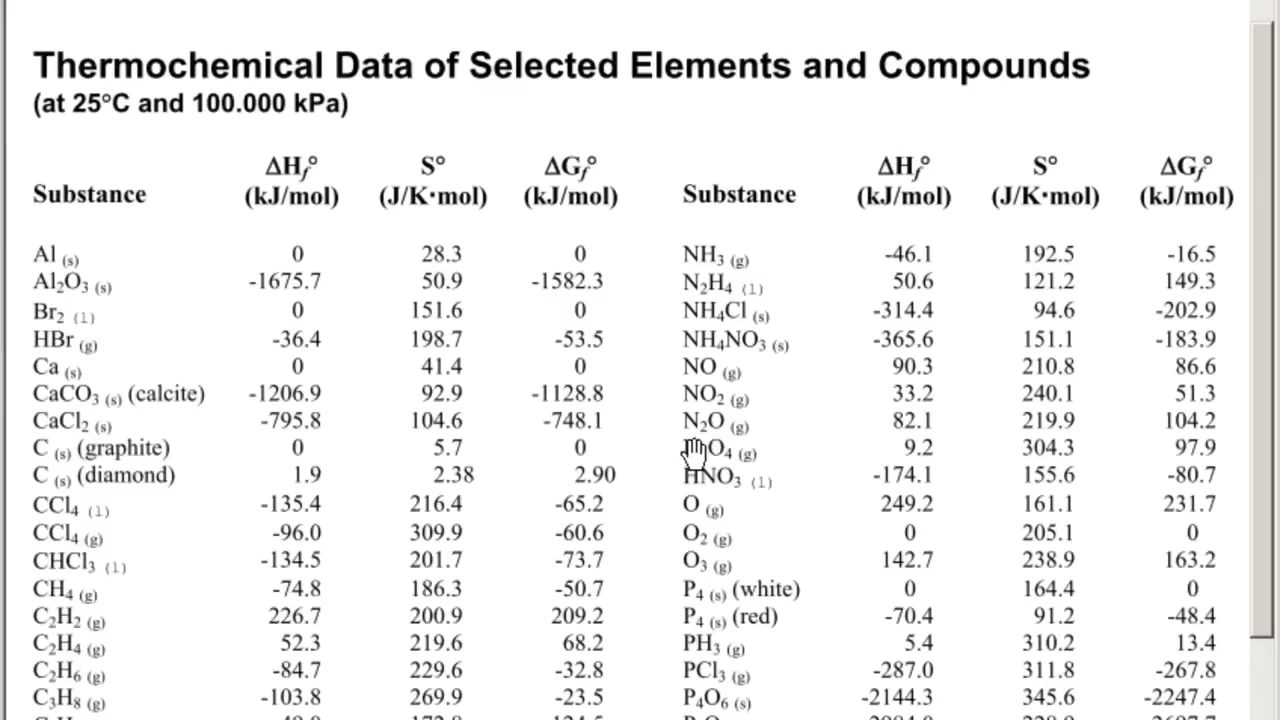 Thermochemical Data of Selected Elements and Compounds
(at 25°C and 100.000 kPa)
ΔHf° S° ΔGf° ΔHf° S° ΔGf°
Substance (kJ/mol) (J/K·mol) (kJ/mol) Substance (kJ/mol) (J/K·mol) (kJ/mol)
Al (s) 0 28.3 0 NH3 (g) -46.1 192.5 -16.5
Al2O3 (s) -1675.7 50.9 -1582.3 N2H4 (l) 50.6 121.2 149.3
Br2 (l) 0 151.6 0 NH4Cl (s) -314.4 94.6 -202.9
HBr (g) -36.4 198.7 -53.5 NH4NO3 (s) -365.6 151.1 -183.9
Ca (s) 0 41.4 0 NO (g) 90.3 210.8 86.6
CaCO3 (s) (calcite) -1206.9 92.9 -1128.8 NO2 (g) 33.2 240.1 51.3
CaCl2 (s) -795.8 104.6 -748.1 N2O (g) 82.1 219.9 104.2
C (s) (graphite) 0 5.7 0 O4 (g) 9.2 304.3 97.9
C (s) (diamond) 1.9 2.38 2.90 HNO3 (l) -174.1 155.6 -80.7
CCl4 (l) -135.4 216.4 -65.2 O (g) 249.2 161.1 231.7
CCl4 (g) -96.0 309.9 -60.6 O2 (g) 0 205.1 0
CHCl3 (l) -134.5 201.7 -73.7 O3 (g) 142.7 238.9 163.2
CH4 (g) -74.8 186.3 -50.7 P4 (s) (white) 0 164.4 0
C2H2 (g) 226.7 200.9 209.2 P4 (s) (red) -70.4 91.2 -48.4
C2H4 (g) 52.3 219.6 68.2 PH3 (g) 5.4 310.2 13.4
C2H6 (g) -84.7 229.6 -32.8 PCl3 (g) -287.0 311.8 -267.8
C3H8 (g) -103.8 269.9 -23.5 P4O6 (s) -2144.3 345.6 -2247.4